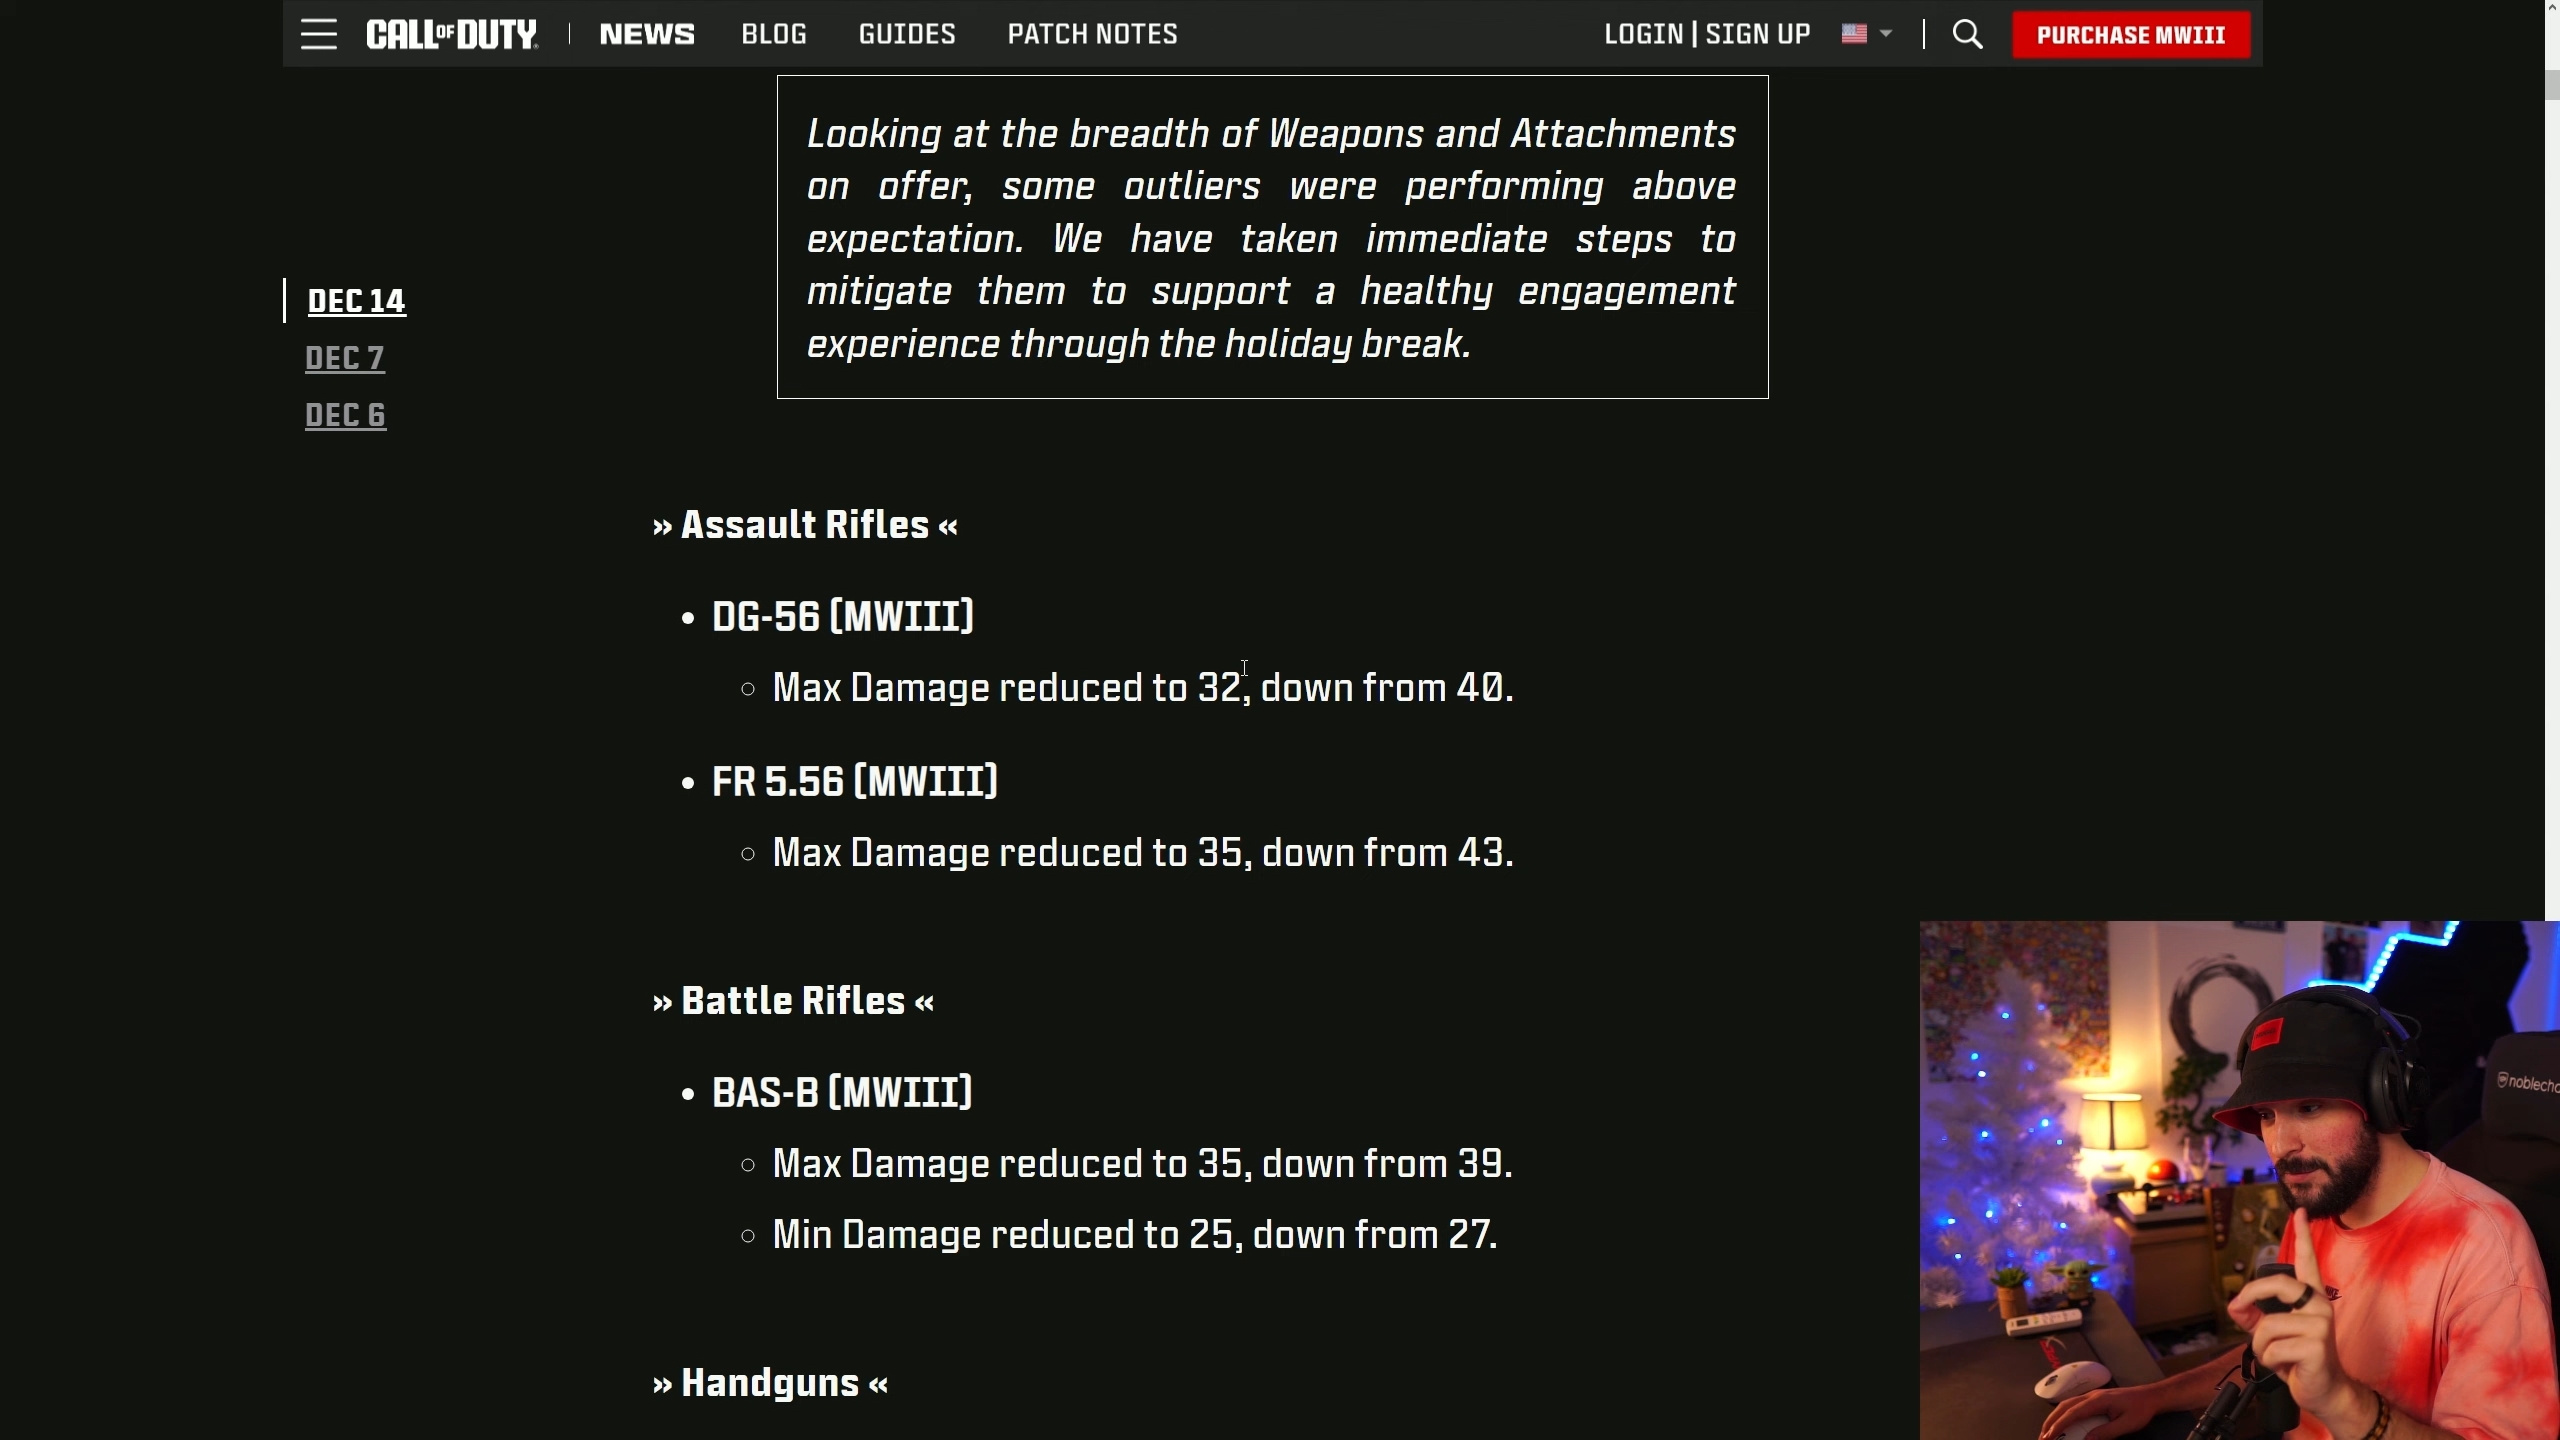 CALL OF DUTY
NEWS
BLOG
GUIDES
PATCH NOTES
LOGIN | SIGN UP
PURCHASE MWIII
Looking at the breadth of Weapons and Attachments
on offer, some outliers were performing above
expectation. We have taken immediate steps to
mitigate them to support a healthy engagement
experience through the holiday break.
DEC 14
DEC 7
DEC 6
» Assault Rifles «
• DG-56 (MWIII)
○ Max Damage reduced to 32, down from 40.
• FR 5.56 (MWIII)
○ Max Damage reduced to 35, down from 43.
» Battle Rifles «
• BAS-B (MWIII)
○ Max Damage reduced to 35, down from 39.
○ Min Damage reduced to 25, down from 27.
» Handguns «
noblecha